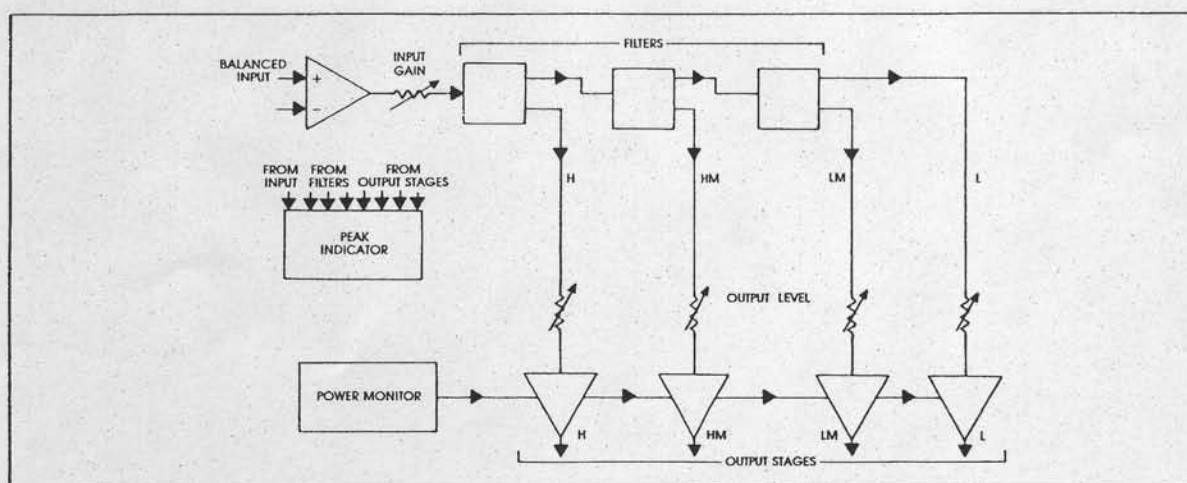 FILTERS
BALANCED
INPUT
+
−
INPUT
GAIN
FROM
INPUT
FROM
FILTERS
FROM
OUTPUT STAGES
PEAK
INDICATOR
H
HM
LM
L
OUTPUT LEVEL
POWER MONITOR
H
HM
LM
L
OUTPUT STAGES